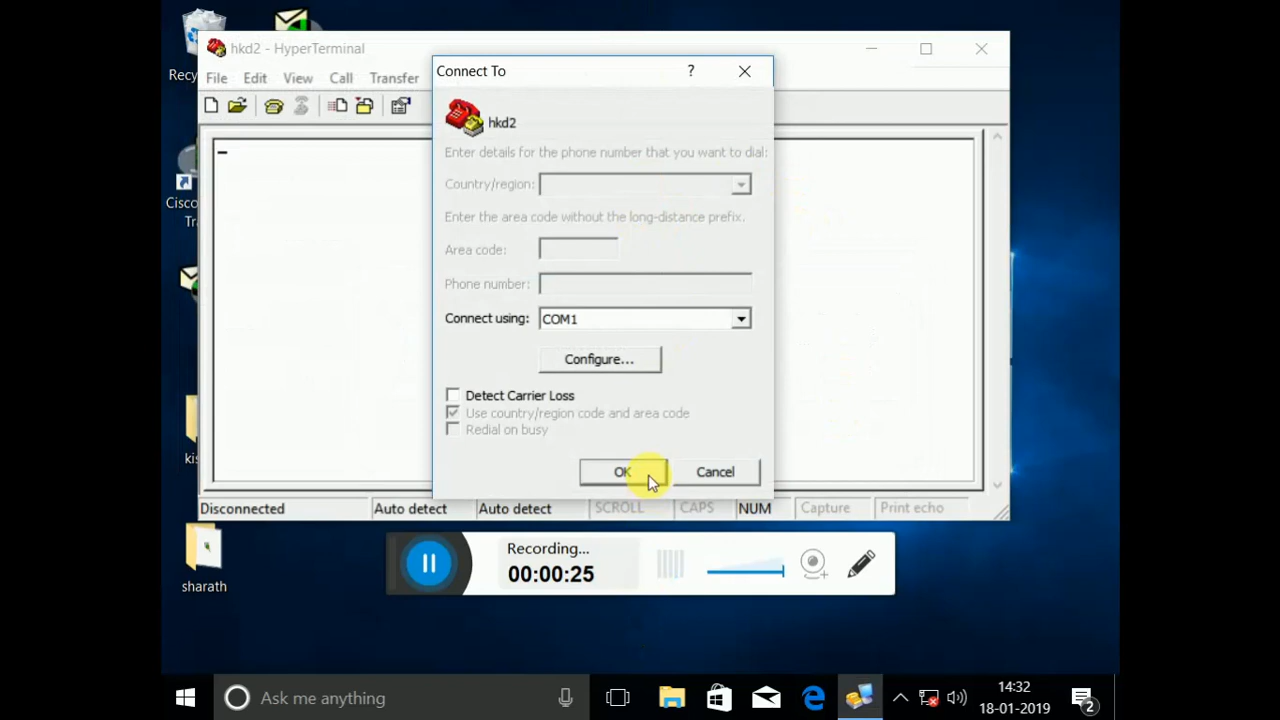 hkd2 - HyperTerminal
Recy
File Edit View Call Transfer
Connect To
?
hkd2
Enter details for the phone number that you want to dial:
Country/region:
Enter the area code without the long-distance prefix.
Area code:
Phone number:
Connect using: COM1
Configure...
Detect Carrier Loss
Use country/region code and area code
Redial on busy
OK Cancel
Cisco
Tra
kis
Disconnected Auto detect Auto detect SCROLL CAPS NUM Capture Print echo
sharath
Recording...
00:00:25
Ask me anything
14:32
18-01-2019
2